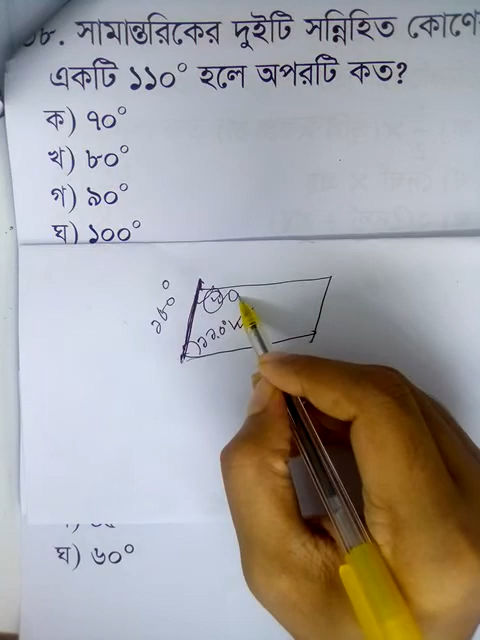 ৩৮. সামান্তরিকের দুইটি সন্নিহিত কোণের
একটি ১১০° হলে অপরটি কত?
ক) ৭০°
খ) ৮০°
গ) ৯০°
ঘ) ১০০°
১৮০°
১১০°
ঘ) ৬০°